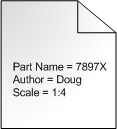 Part Name = 7897X
Author = Doug
Scale = 1:4